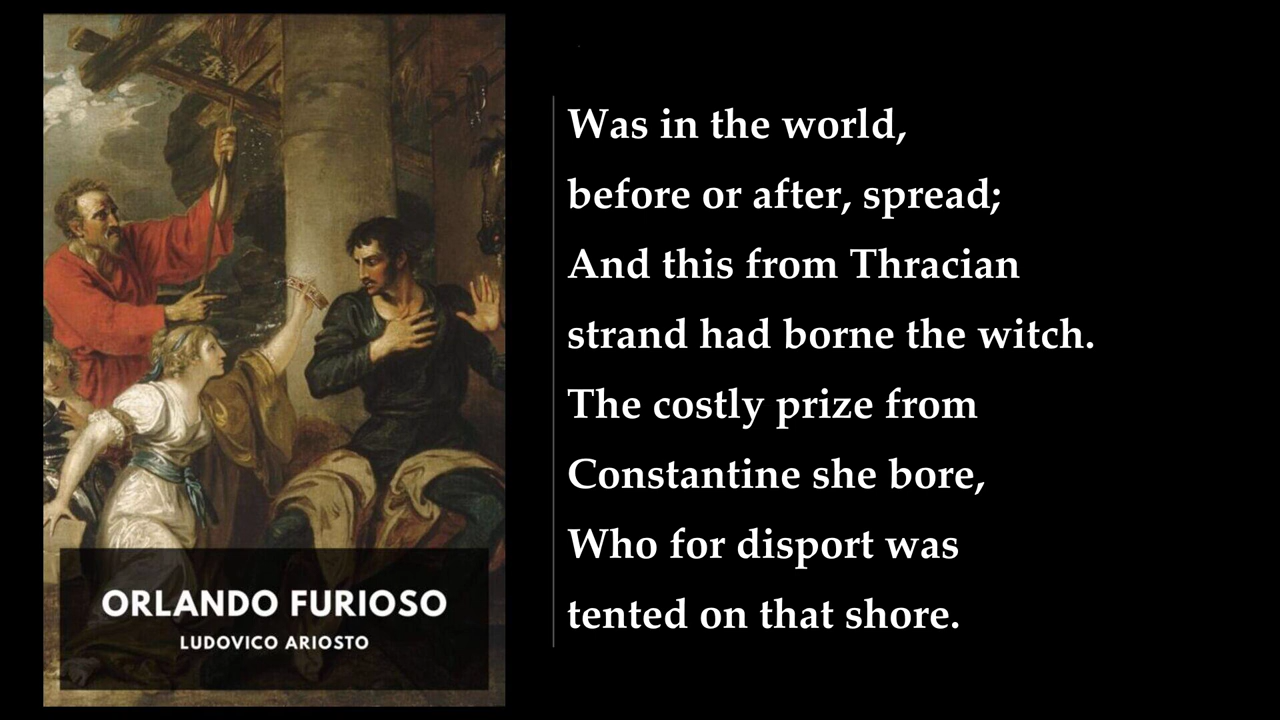 ORLANDO FURIOSO
LUDOVICO ARIOSTO
Was in the world,
before or after, spread;
And this from Thracian
strand had borne the witch.
The costly prize from
Constantine she bore,
Who for disport was
tented on that shore.